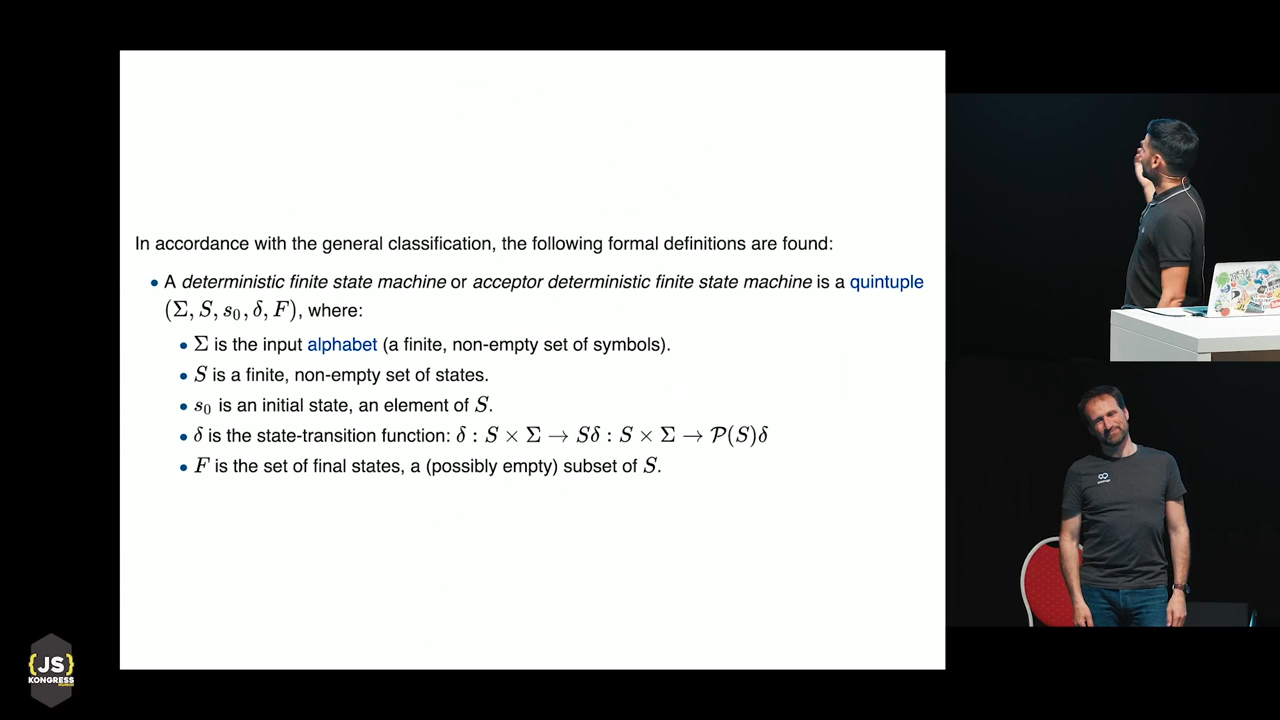 In accordance with the general classification, the following formal definitions are found:
• A deterministic finite state machine or acceptor deterministic finite state machine is a quintuple
(Σ, S, s₀, δ, F), where:
• Σ is the input alphabet (a finite, non-empty set of symbols).
• S is a finite, non-empty set of states.
• s₀ is an initial state, an element of S.
• δ is the state-transition function: δ : S × Σ → Sδ : S × Σ → 𝒫(S)δ
• F is the set of final states, a (possibly empty) subset of S.
{JS}
KONGRESS